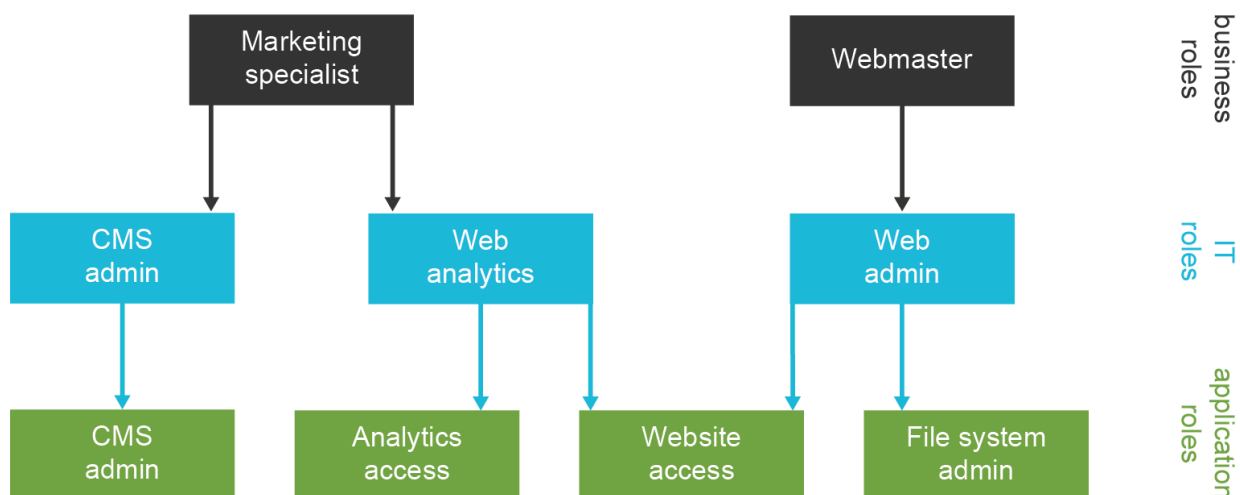 Marketing
specialist
Webmaster
business
roles
CMS
admin
Web
analytics
Web
admin
IT
roles
CMS
admin
Analytics
access
Website
access
File system
admin
application
roles